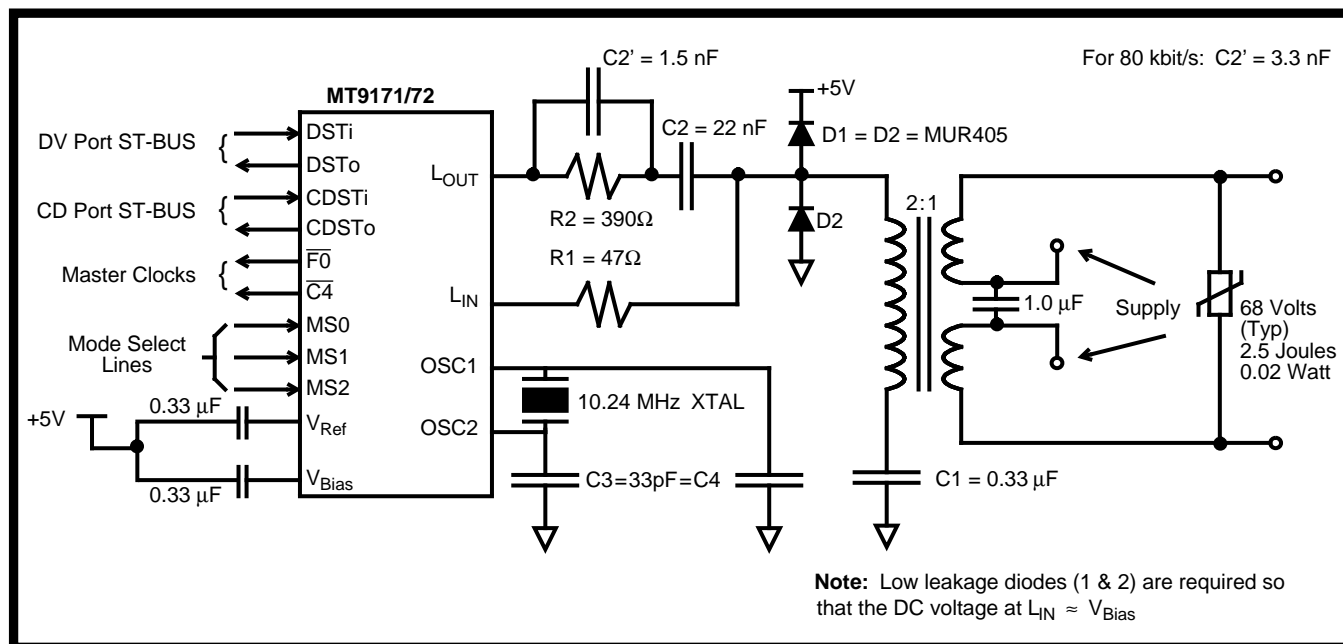 C2' = 1.5 nF
For 80 kbit/s: C2' = 3.3 nF
MT9171/72
+5V
DV Port ST-BUS {
DSTi
DSTo
C2 = 22 nF
D1 = D2 = MUR405
L_OUT
CD Port ST-BUS {
CDSTi
CDSTo
R2 = 390Ω
D2
2:1
R1 = 47Ω
Master Clocks {
F̅0̅
C̅4̅
L_IN
1.0 μF
Supply
68 Volts
(Typ)
2.5 Joules
0.02 Watt
Mode Select
Lines
MS0
MS1
MS2
OSC1
OSC2
10.24 MHz XTAL
+5V
0.33 μF
V_Ref
0.33 μF
V_Bias
C3=33pF=C4
C1 = 0.33 μF
Note: Low leakage diodes (1 & 2) are required so
that the DC voltage at L_IN ≈ V_Bias